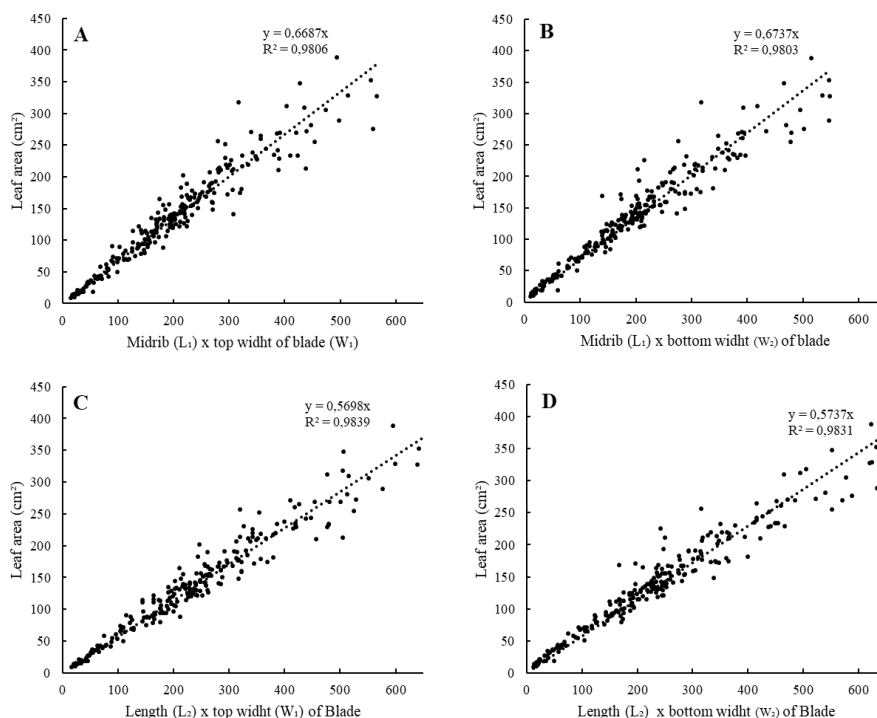 A
y = 0,6687x
R² = 0,9806
Leaf area (cm²)
450
400
350
300
250
200
150
100
50
0
0 100 200 300 400 500 600
Midrib (L₁) x top widht of blade (W₁)
B
y = 0,6737x
R² = 0,9803
Leaf area (cm²)
450
400
350
300
250
200
150
100
50
0
0 100 200 300 400 500 600
Midrib (L₁) x bottom widht (W₂) of blade
C
y = 0,5698x
R² = 0,9839
Leaf area (cm²)
450
400
350
300
250
200
150
100
50
0
0 100 200 300 400 500 600
Length (L₂) x top widht (W₁) of Blade
D
y = 0,5737x
R² = 0,9831
Leaf area (cm²)
450
400
350
300
250
200
150
100
50
0
0 100 200 300 400 500 600
Length (L₂) x bottom widht (W₂) of Blade